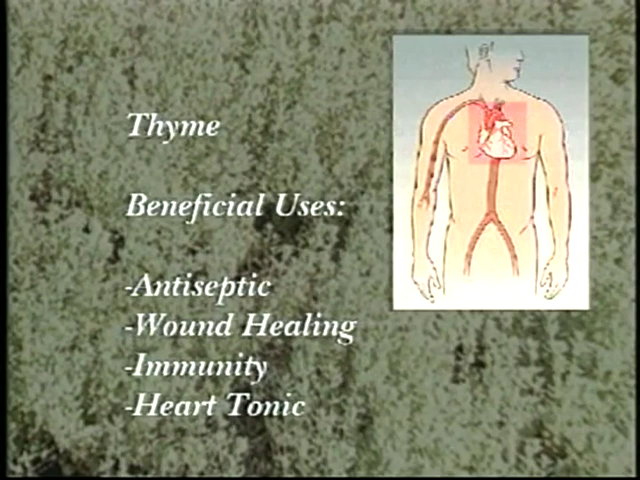 Thyme
Beneficial Uses:
-Antiseptic
-Wound Healing
-Immunity
-Heart Tonic